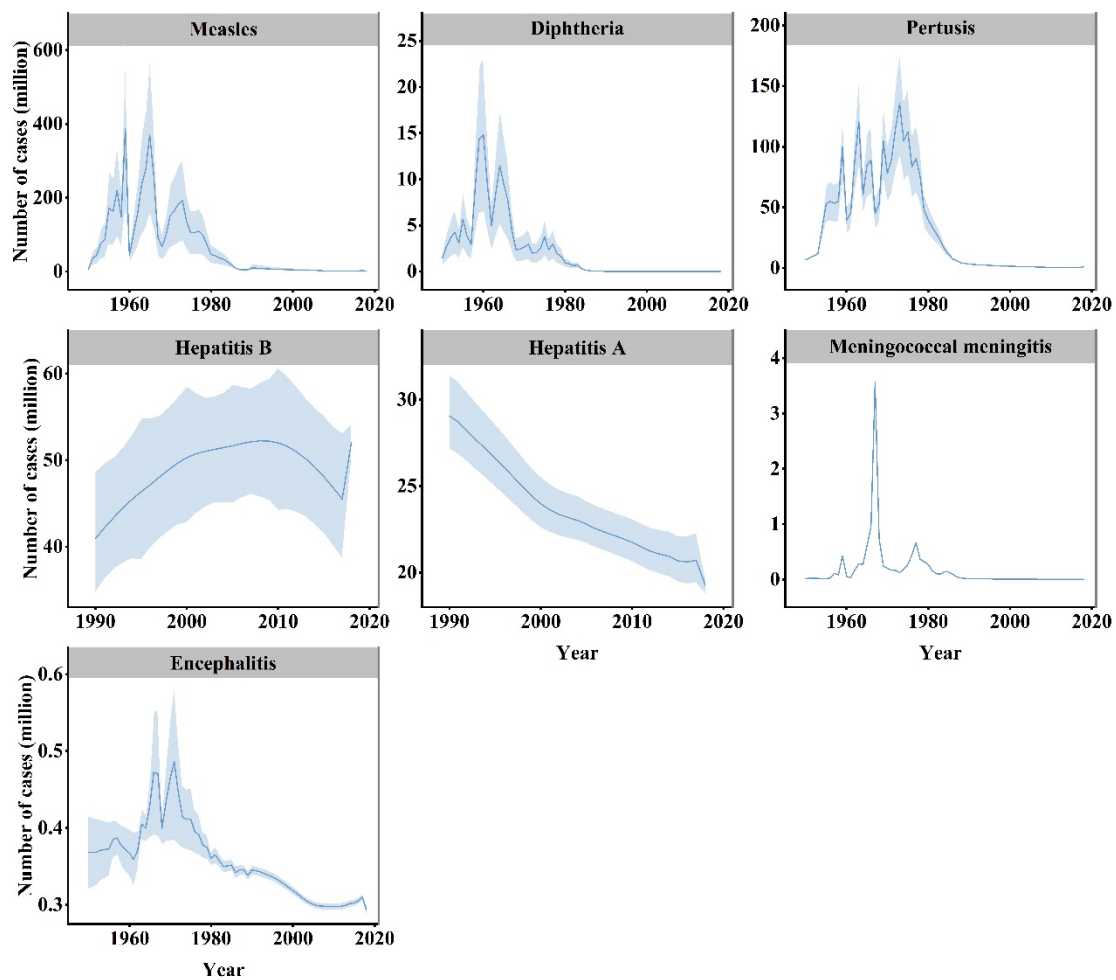 Measles
Diphtheria
Pertusis
Number of cases (million)
600
400
200
0
25
20
15
10
5
0
200
150
100
50
0
1960 1980 2000 2020
1960 1980 2000 2020
1960 1980 2000 2020
Hepatitis B
Hepatitis A
Meningococcal meningitis
Number of cases (million)
60
50
40
30
25
20
4
3
2
1
0
1990 2000 2010 2020
1990 2000 2010 2020
1960 1980 2000 2020
Year
Year
Encephalitis
Number of cases (million)
0.6
0.5
0.4
0.3
1960 1980 2000 2020
Year